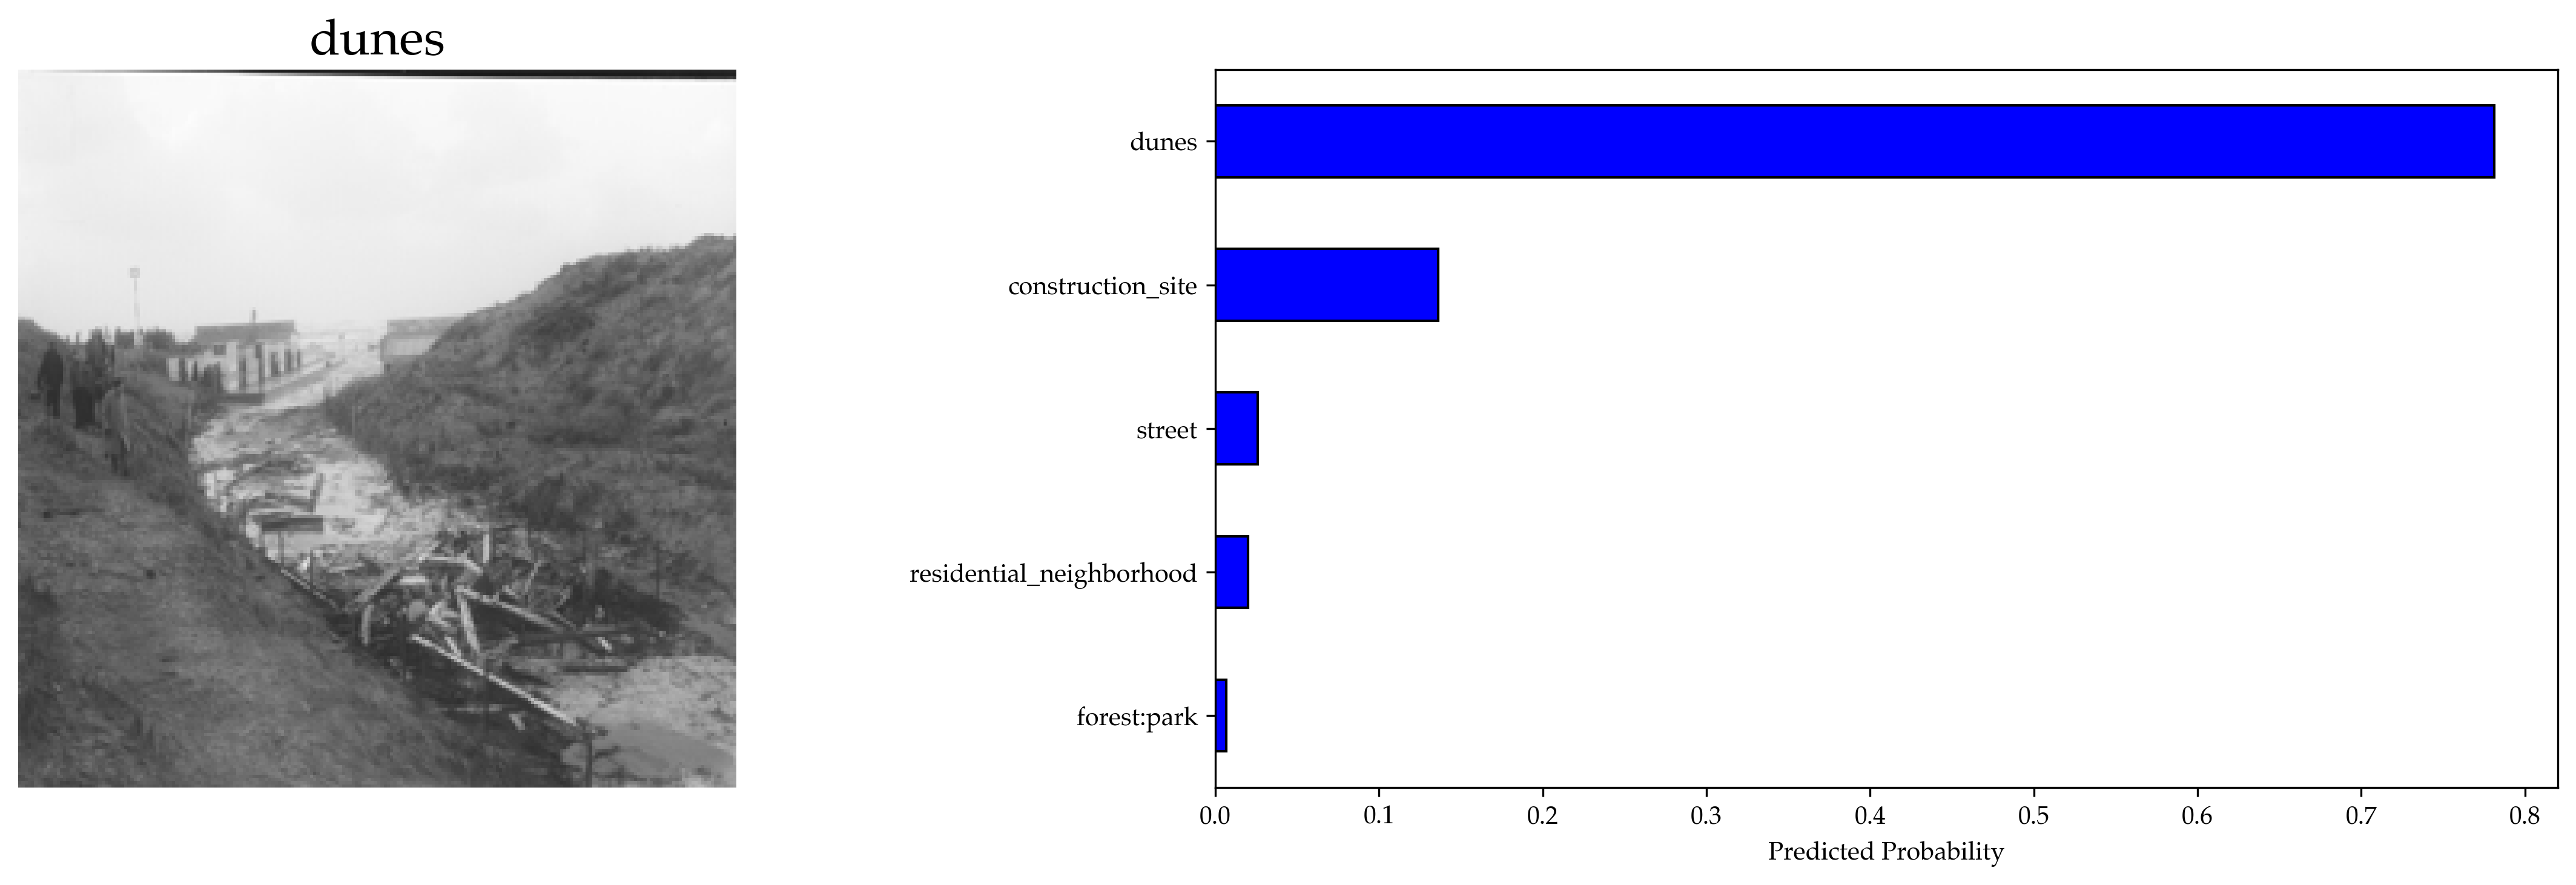 dunes
dunes
construction_site
street
residential_neighborhood
forest:park
0.0 0.1 0.2 0.3 0.4 0.5 0.6 0.7 0.8
Predicted Probability